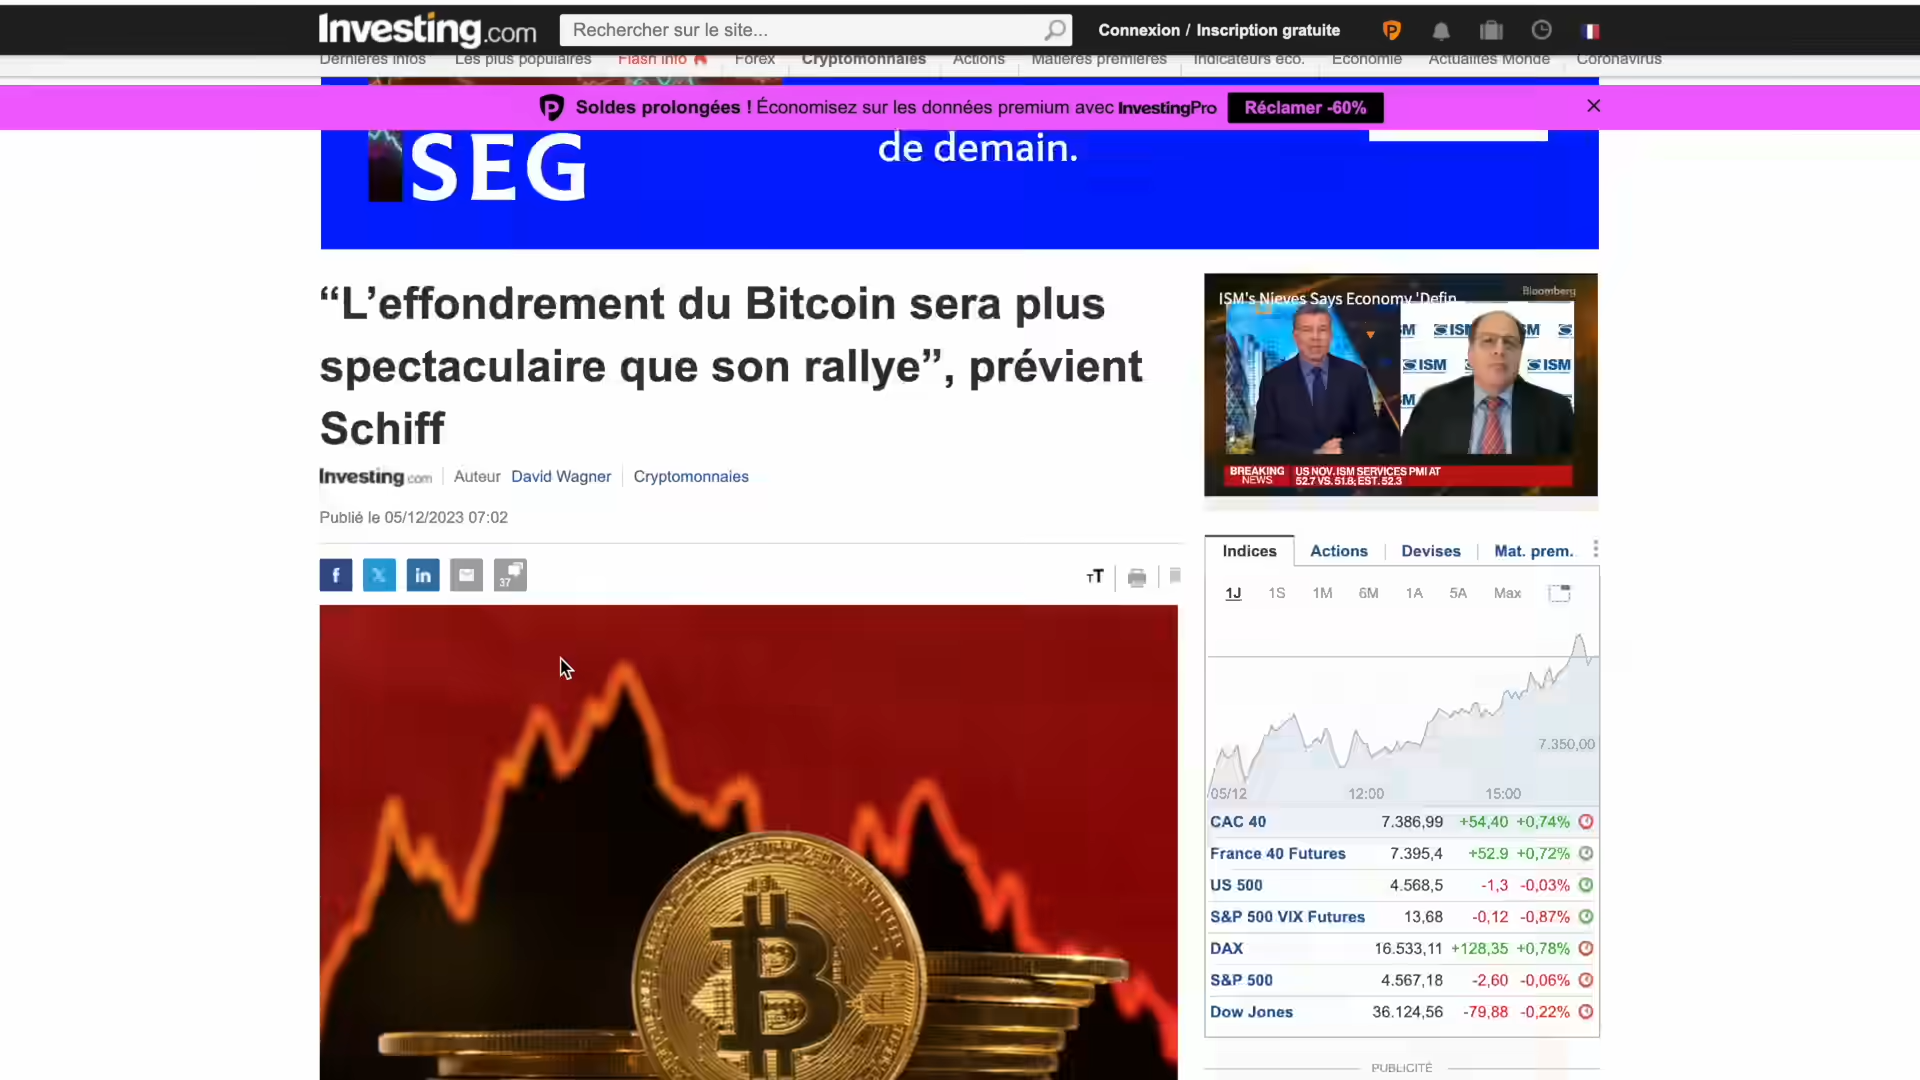 Investing.com
Rechercher sur le site...
Connexion / Inscription gratuite
Dernières infos
Les plus populaires
Flash info
Forex
Cryptomonnaies
Actions
Matières premières
Indicateurs éco.
Économie
Actualités Monde
Coronavirus
Soldes prolongées ! Économisez sur les données premium avec InvestingPro
Réclamer -60%
SEG
de demain.
“L’effondrement du Bitcoin sera plus
spectaculaire que son rallye”, prévient
Schiff
Investing.com
Auteur David Wagner
Cryptomonnaies
Publié le 05/12/2023 07:02
37
TT
ISM's Nieves Says Economy 'Defin
Bloomberg
ISM
BREAKING NEWS
US NOV. ISM SERVICES PMI AT
52.7 VS. 51.8; EST. 52.3
Indices
Actions
Devises
Mat. prem.
1J 1S 1M 6M 1A 5A Max
7.350,00
05/12 12:00 15:00
CAC 40 7.386,99 +54,40 +0,74%
France 40 Futures 7.395,4 +52.9 +0,72%
US 500 4.568,5 -1,3 -0,03%
S&P 500 VIX Futures 13,68 -0,12 -0,87%
DAX 16.533,11 +128,35 +0,78%
S&P 500 4.567,18 -2,60 -0,06%
Dow Jones 36.124,56 -79,88 -0,22%
PUBLICITÉ